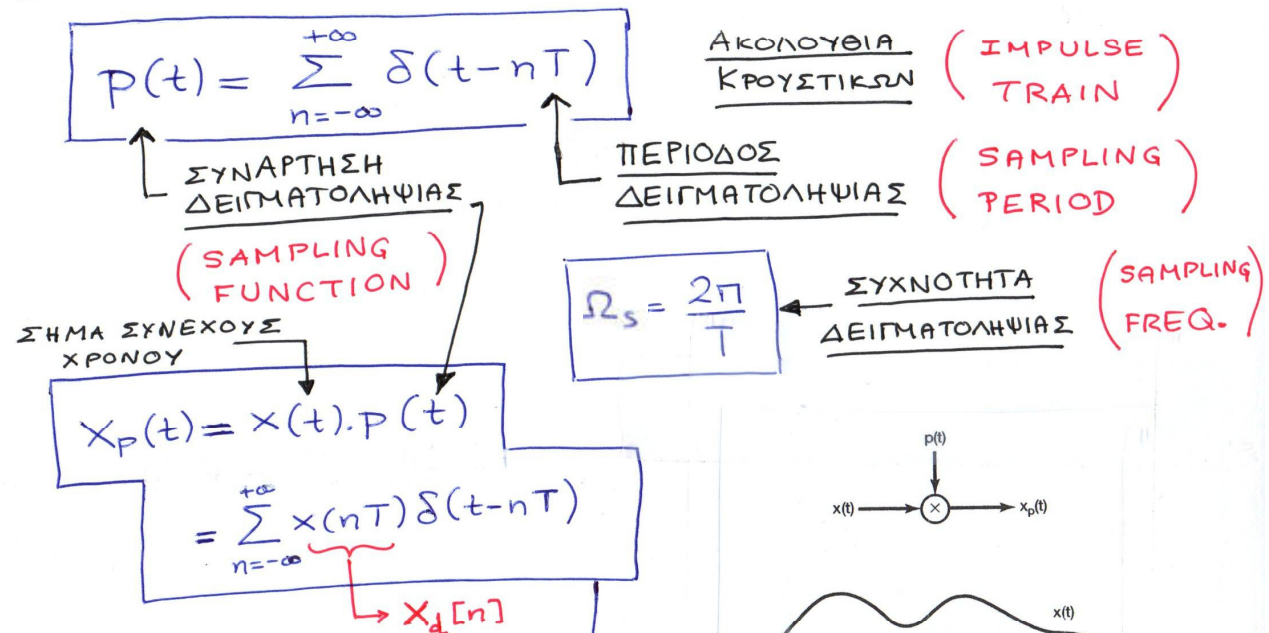 p(t) = Σ_{n=-∞}^{+∞} δ(t-nT)
ΑΚΟΛΟΥΘΙΑ
ΚΡΟΥΣΤΙΚΩΝ
(IMPULSE
TRAIN)
ΣΥΝΑΡΤΗΣΗ
ΔΕΙΓΜΑΤΟΛΗΨΙΑΣ
(SAMPLING
FUNCTION)
ΠΕΡΙΟΔΟΣ
ΔΕΙΓΜΑΤΟΛΗΨΙΑΣ
(SAMPLING
PERIOD)
Ω_s = 2π/T
ΣΥΧΝΟΤΗΤΑ
ΔΕΙΓΜΑΤΟΛΗΨΙΑΣ
(SAMPLING
FREQ.)
ΣΗΜΑ ΣΥΝΕΧΟΥΣ
ΧΡΟΝΟΥ
x_p(t) = x(t).p(t)
= Σ_{n=-∞}^{+∞} x(nT) δ(t-nT)
x_d[n]
p(t)
x(t) × x_p(t)
x(t)